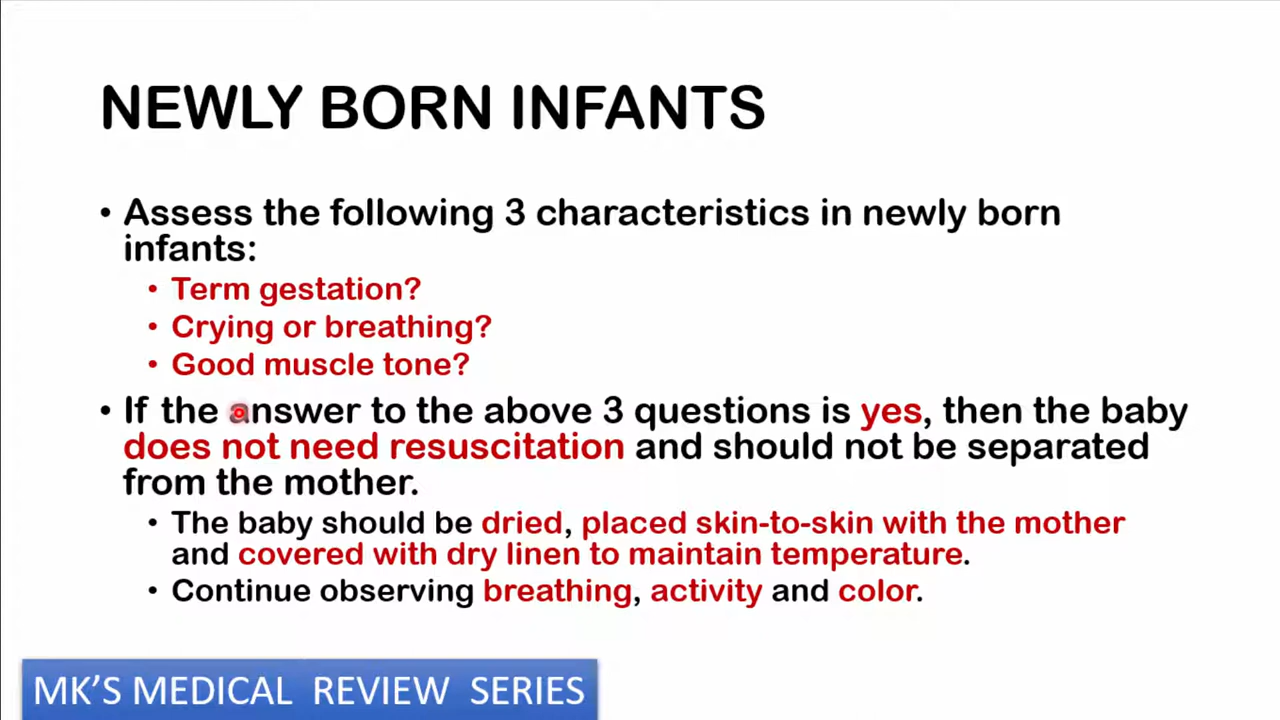 NEWLY BORN INFANTS
• Assess the following 3 characteristics in newly born
infants:
• Term gestation?
• Crying or breathing?
• Good muscle tone?
• If the answer to the above 3 questions is yes, then the baby
does not need resuscitation and should not be separated
from the mother.
• The baby should be dried, placed skin-to-skin with the mother
and covered with dry linen to maintain temperature.
• Continue observing breathing, activity and color.
MK'S MEDICAL REVIEW SERIES